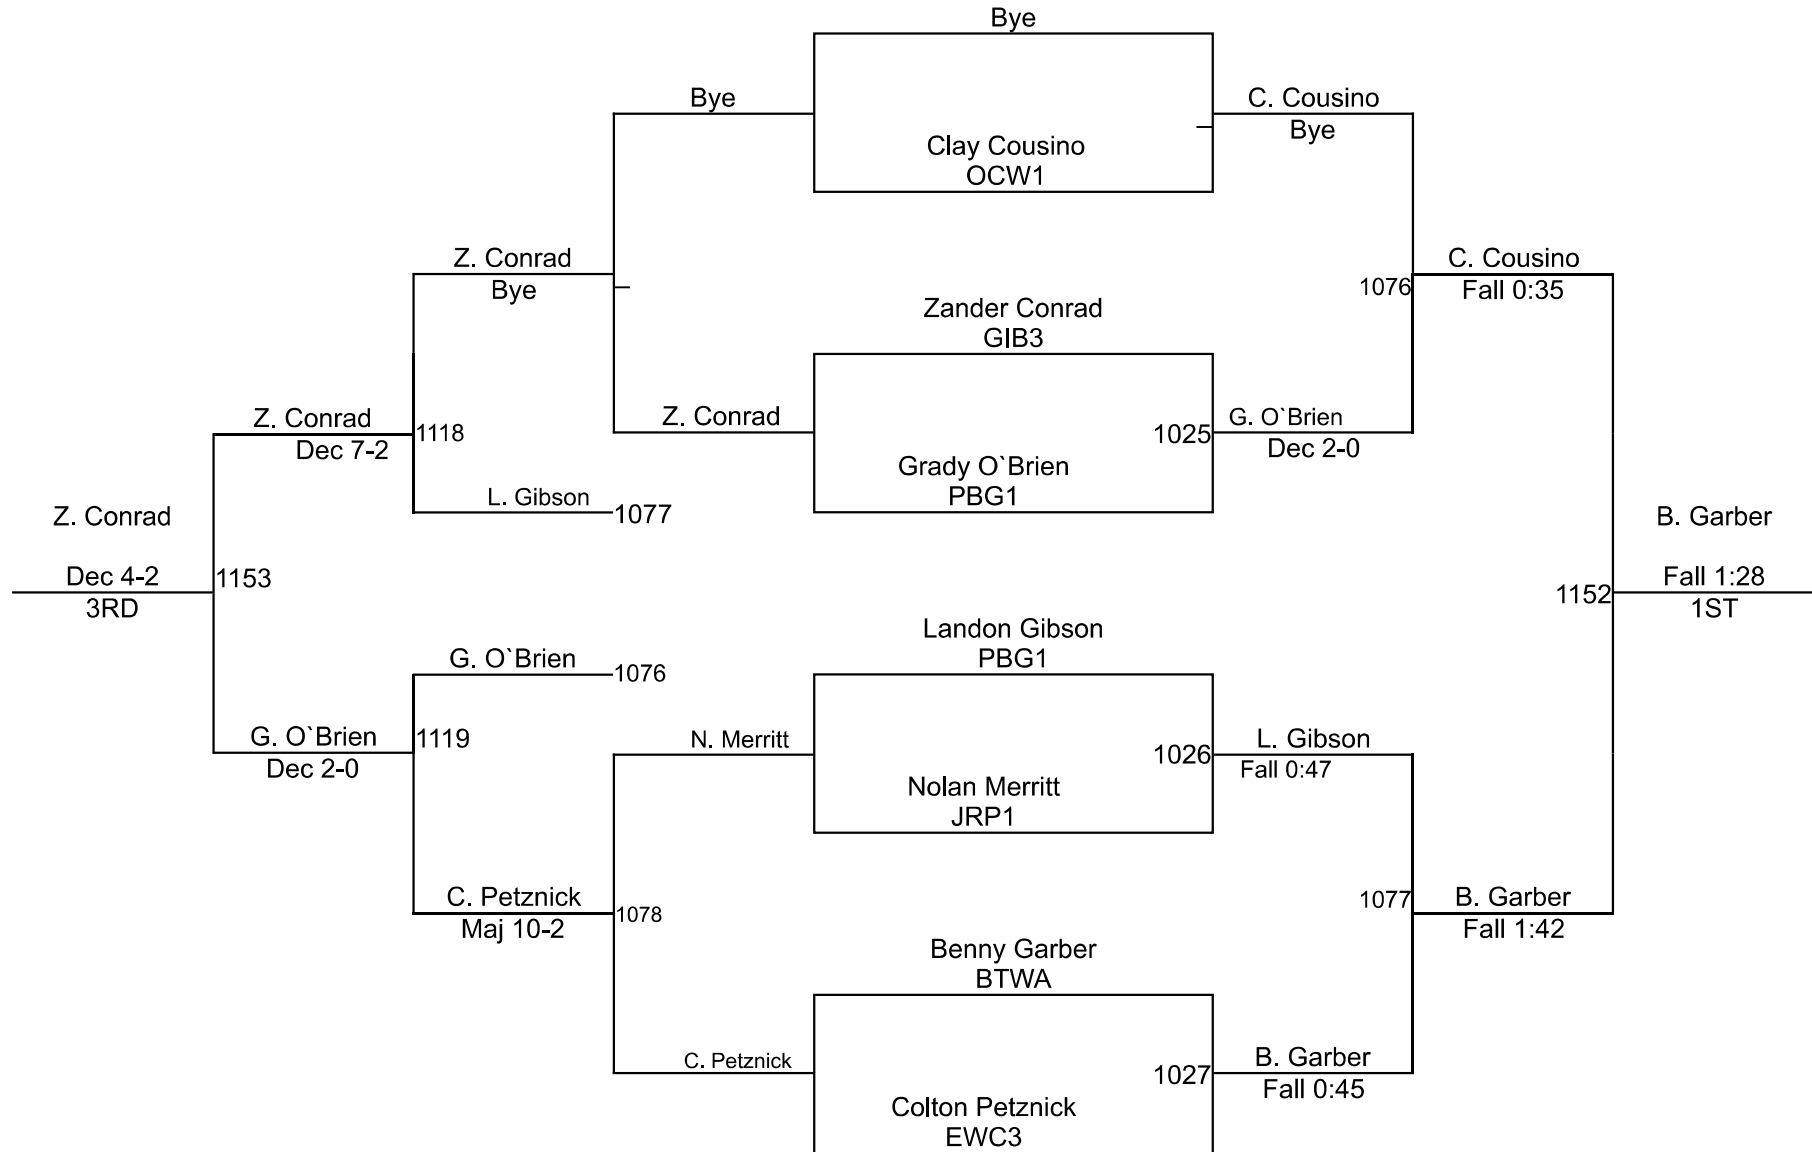 Bye
Bye
C. Cousino
Bye
Clay Cousino
OCW1
Z. Conrad
Bye
C. Cousino
1076
Fall 0:35
Zander Conrad
GIB3
Z. Conrad
Dec 7-2
1118
Z. Conrad
1025
G. O`Brien
Dec 2-0
Grady O`Brien
PBG1
L. Gibson
1077
Z. Conrad
Dec 4-2
3RD
1153
B. Garber
Fall 1:28
1ST
1152
Landon Gibson
PBG1
G. O`Brien
1076
G. O`Brien
Dec 2-0
1119
N. Merritt
1026
L. Gibson
Fall 0:47
Nolan Merritt
JRP1
C. Petznick
Maj 10-2
1078
1077
B. Garber
Fall 1:42
Benny Garber
BTWA
C. Petznick
1027
B. Garber
Fall 0:45
Colton Petznick
EWC3